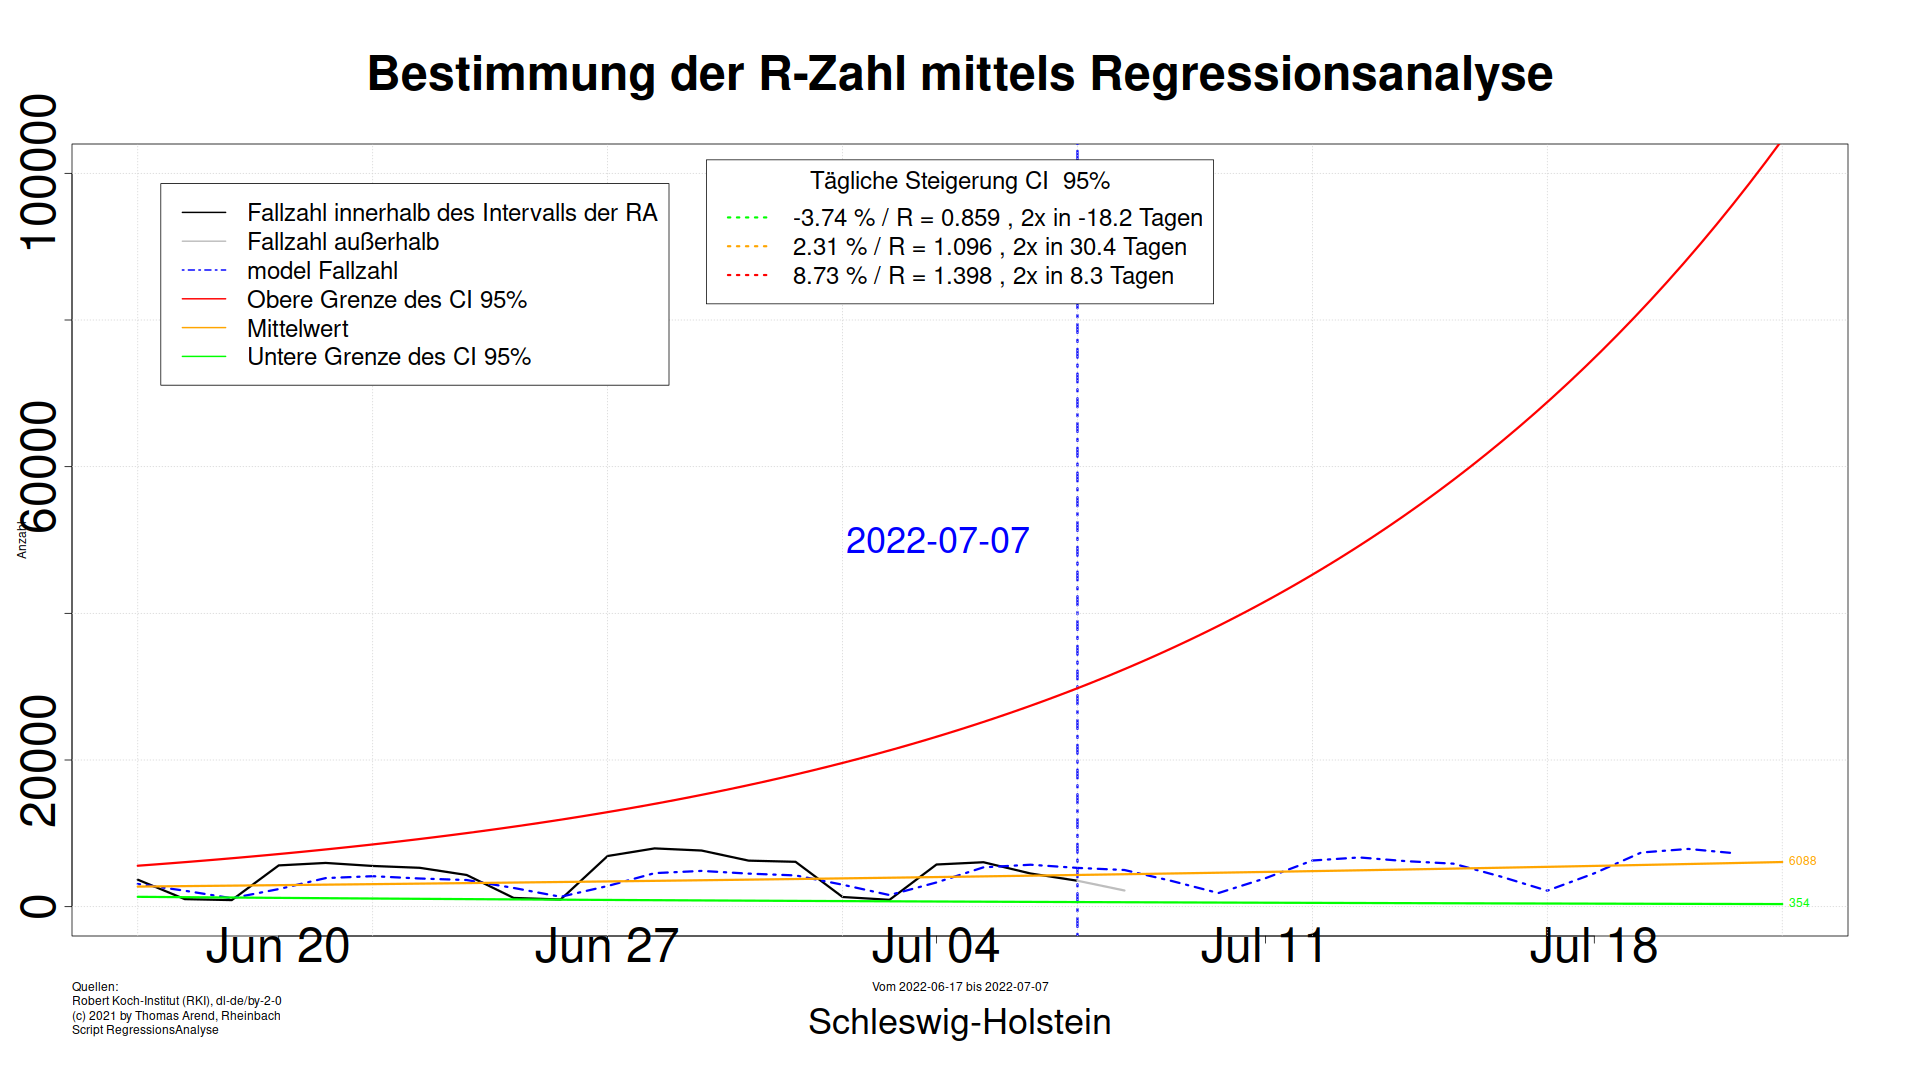 Bestimmung der R-Zahl mittels Regressionsanalyse
100000
60000
20000
0
Anzahl
Fallzahl innerhalb des Intervalls der RA
Fallzahl außerhalb
model Fallzahl
Obere Grenze des CI 95%
Mittelwert
Untere Grenze des CI 95%
Tägliche Steigerung CI 95%
-3.74 % / R = 0.859 , 2x in -18.2 Tagen
2.31 % / R = 1.096 , 2x in 30.4 Tagen
8.73 % / R = 1.398 , 2x in 8.3 Tagen
2022-07-07
6088
354
Jun 20 Jun 27 Jul 04 Jul 11 Jul 18
Quellen:
Robert Koch-Institut (RKI), dl-de/by-2-0
(c) 2021 by Thomas Arend, Rheinbach
Script RegressionsAnalyse
Vom 2022-06-17 bis 2022-07-07
Schleswig-Holstein